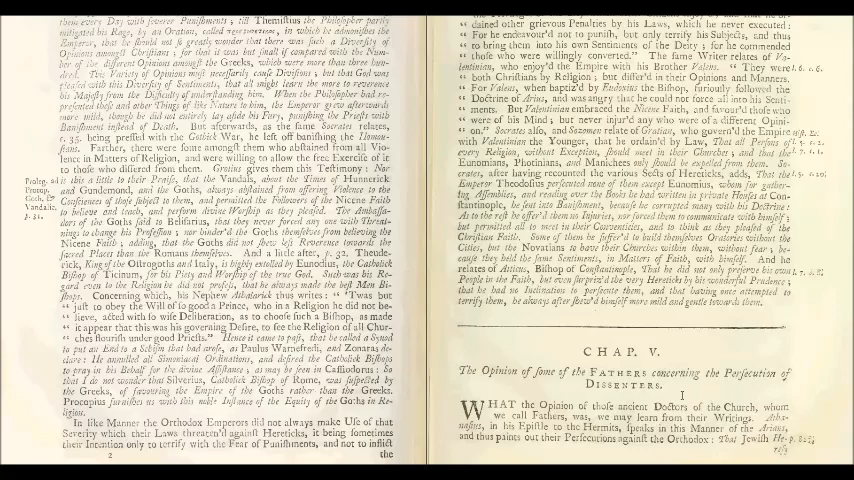 them every Day with severer Punishments; till Themistius the Philosopher partly
mitigated his Rage, by an Oration, called in which he admonishes the
Emperor, that he should not so greatly wonder that there was such a Diversity of
Opinions amongst the Christians; for that it was but small if compared with the Num-
ber of the different Opinions amongst the Greeks, which were more than three hun-
dred. This Variety of Opinions must necessarily cause Divisions; but that God was
pleased with this Diversity of Sentiments, that all might learn the more to reverence
his Majesty from the Difficulty of understanding him. When the Philosopher had re-
presented these and other Things of like Nature to him, the Emperor grew afterwards
more mild, though he did not entirely lay aside his Fury, punishing the Priests with
Banishment instead of Death. But afterwards, as the same Socrates relates,
c. 35. being pressed with the Gothick War, he left off banishing the Homou-
sians. Farther, there were some amongst them who abstained from all Vio-
lence in Matters of Religion, and were willing to allow the free Exercise of it
to those who differed from them. Grotius gives them this Testimony: Nor
Proleg. ad
Procop.
Goth. &
Vandalic.
p. 31.
is this a little to their Praise, that the Vandals, about the Times of Hunnerick
and Gundemond, and the Goths, always abstained from offering Violence to the
Consciences of those subject to them, and permitted the Followers of the Nicene Faith
to believe and teach, and perform divine Worship as they pleased. The Ambassa-
dors of the Goths said to Bellisarius, that they never forced any one with Threat-
nings to change his Profession; nor hinder'd the Goths themselves from believing the
Nicene Faith; adding, that the Goths did not shew less Reverence towards the
sacred Places than the Romans themselves. And a little after, p. 32. Theode-
rick, King of the Ostrogoths and Italy, is highly extolled by Eunodius, the Catholick
Bishop of Ticinum, for his Piety and Worship of the true God. Such was his Re-
gard even to the Religion he did not profess, that he always made the best Men Bi-
shops. Concerning which, his Nephew Athalarick thus writes: "'Twas but
" just to obey the Will of so good a Prince, who in a Religion he did not be-
" lieve, acted with so wise Deliberation, as to choose such a Bishop, as made
" it appear that this was his governing Desire, to see the Religion of all Chur-
" ches flourish under good Priests." Hence it came to pass, that he called a Synod
to put an End to a Schism that had arose, as Paulus Warnefredi, and Zonaras de-
clare: He annulled all Simoniacal Ordinations, and desired the Catholick Bishops
to pray in his Behalf for the divine Assistance; as may be seen in Cassiodorus: So
that I do not wonder that Silverius, Catholick Bishop of Rome, was suspected by
the Greeks, of favouring the Empire of the Goths rather than the Greeks.
Procopius furnishes us with this noble Instance of the Equity of the Goths in Re-
ligion.
In like Manner the Orthodox Emperors did not always make Use of that
Severity which their Laws threaten'd against Hereticks, it being sometimes
their Intention only to terrify with the Fear of Punishments, and not to inflict
2 the
" dained other grievous Penalties by his Laws, which he never executed:
" For he endeavour'd not to punish, but only terrify his Subjects, and thus
" to bring them into his own Sentiments of the Deity; for he commended
" those who were willingly converted." The same Writer relates of Va-
lentinian, who enjoy'd the Empire with his Brother Valens. " They were l. 6. c. 6.
" both Christians by Religion; but differ'd in their Opinions and Manners.
" For Valens, when baptiz'd by Eudoxius the Bishop, furiously followed the
" Doctrine of Arius, and was angry that he could not force all into his Senti-
" ments. But Valentinian embraced the Nicene Faith, and favour'd those who
" were of his Mind; but never injur'd any who were of a different Opini-
" on." Socrates also, and Sozomen relate of Gratian, who govern'd the Empire
with Valentinian the Younger, that he ordain'd by Law, That all Persons of
every Religion, without Exception, should meet in their Churches; and that the
Eunomians, Photinians, and Manichees only should be expelled from them. So-
crates, after having recounted the various Sects of Hereticks, adds, That the
Emperor Theodosius persecuted none of them except Eunomius, whom for gather-
ing Assemblies, and reading over the Books he had written in private Houses at Con-
stantinople, he sent into Banishment, because he corrupted many with his Doctrine:
As to the rest he offer'd them no Injuries, nor forced them to communicate with himself;
but permitted all to meet in their Conventicles, and to think as they pleased of the
Christian Faith. Some of them he suffer'd to build themselves Oratories without the
Cities, but the Novatians to have their Churches within them, without fear; be-
cause they held the same Sentiments, in Matters of Faith, with himself. And he
relates of Atticus, Bishop of Constantinople, That he did not only preserve his own
People in the Faith, but even surpriz'd the very Hereticks by his wonderful Prudence;
that he had no Inclination to persecute them, and that having once attempted to
terrify them, he always after shew'd himself more mild and gentle towards them.
CHAP. V.
The Opinion of some of the FATHERS concerning the Persecution of
DISSENTERS.
WHAT the Opinion of those ancient Doctors of the Church, whom
we call Fathers, was, we may learn from their Writings. Atha-
nasius, in his Epistle to the Hermits, speaks in this Manner of the Arians,
and thus paints out their Persecutions against the Orthodox: That Jewish He-
resy